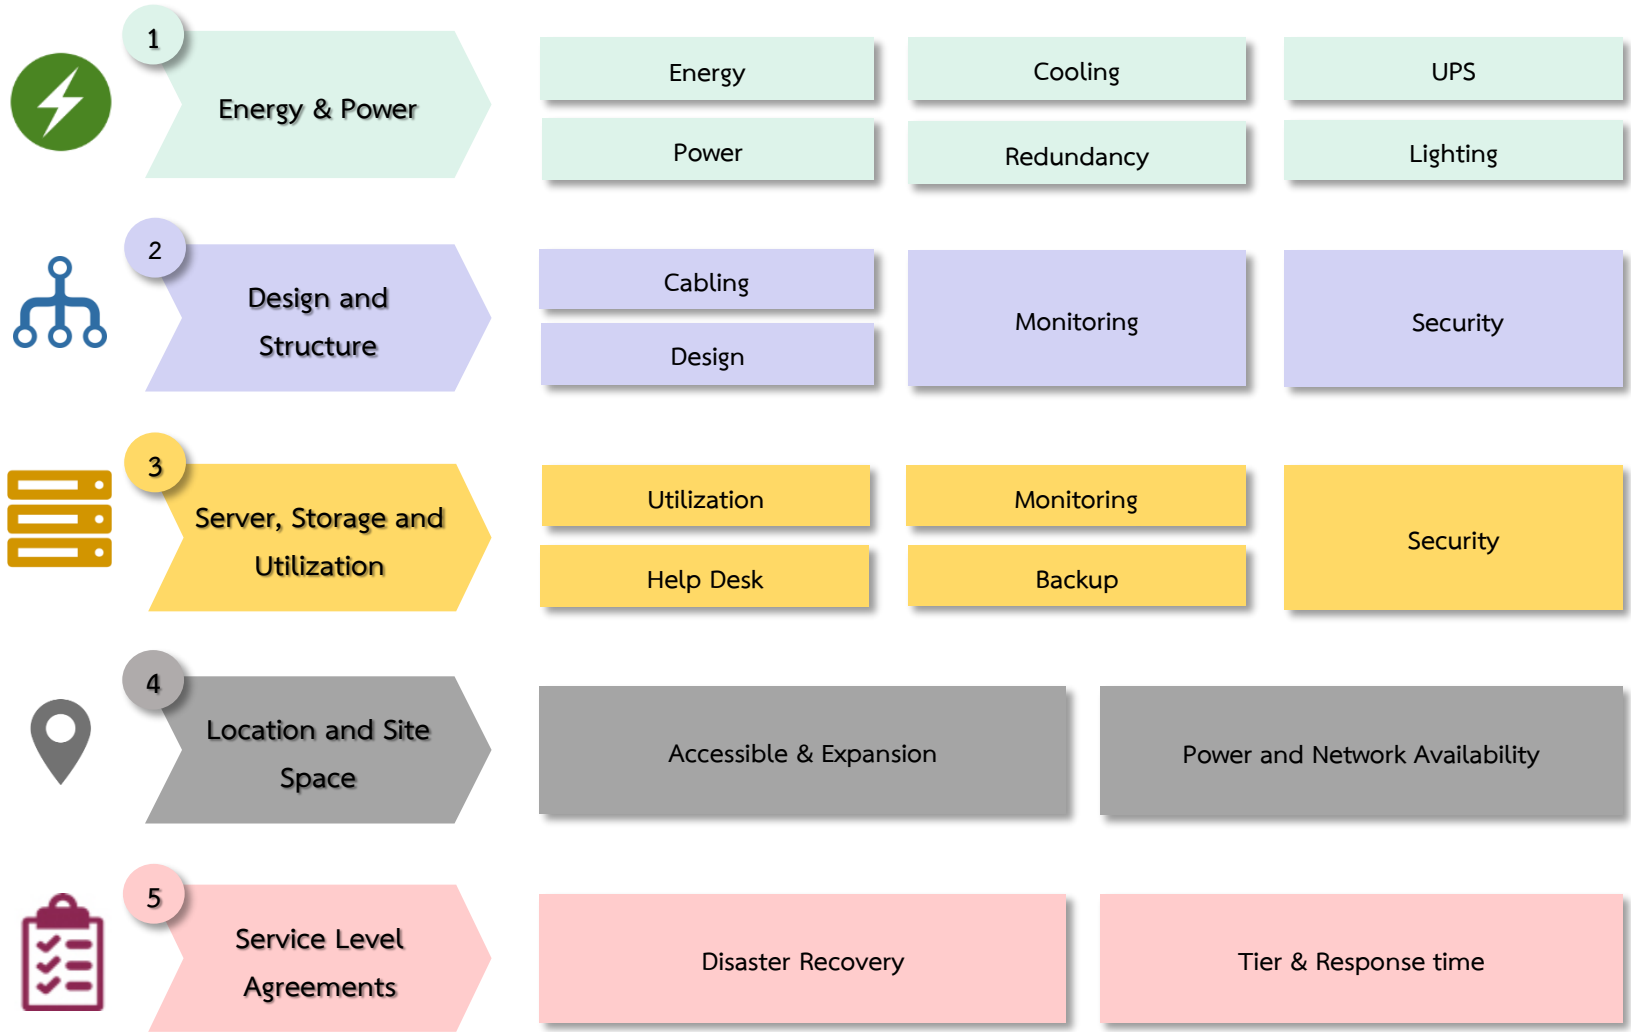 1
Energy & Power
Energy
Cooling
UPS
Power
Redundancy
Lighting
2
Design and
Structure
Cabling
Design
Monitoring
Security
3
Server, Storage and
Utilization
Utilization
Monitoring
Security
Help Desk
Backup
4
Location and Site
Space
Accessible & Expansion
Power and Network Availability
5
Service Level
Agreements
Disaster Recovery
Tier & Response time